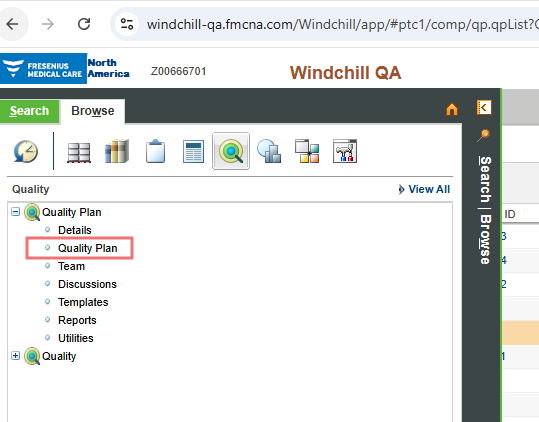 windchill-qa.fmcna.com/Windchill/app/#ptc1/comp/qp.qpList?
FRESENIUS
MEDICAL CARE
North
America
Z00666701
Windchill QA
Search
Browse
Quality
View All
Quality Plan
Details
Quality Plan
Team
Discussions
Templates
Reports
Utilities
Quality
Search | Browse
ID
3
4
2
1